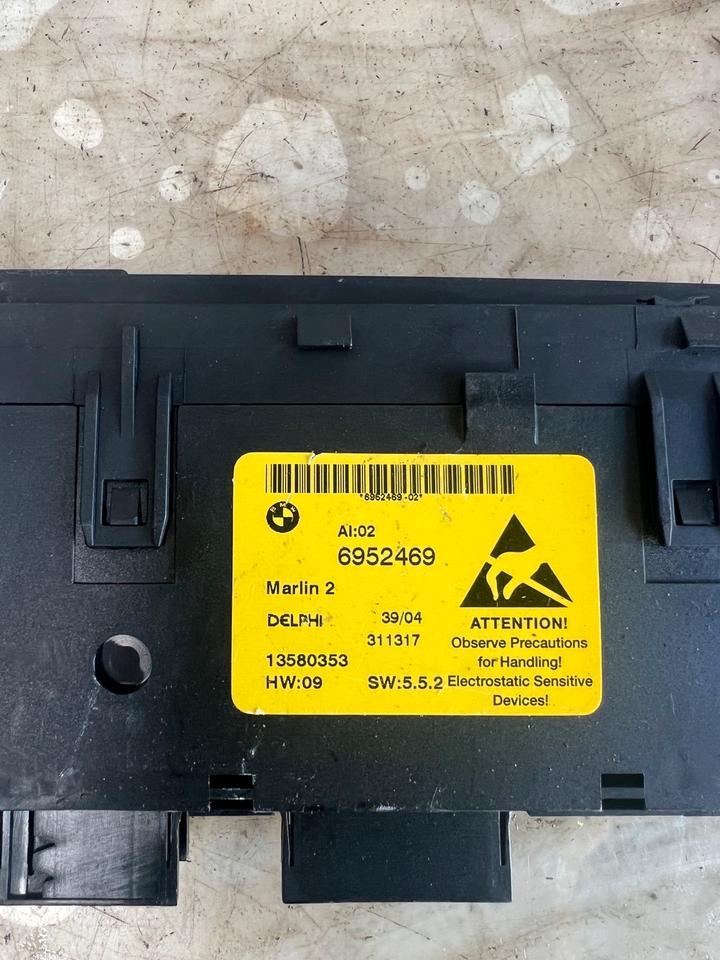 *6952469-02*
BMW
AI:02
6952469
Marlin 2
DELPHI 39/04
311317
13580353
HW:09 SW:5.5.2
ATTENTION!
Observe Precautions
for Handling!
Electrostatic Sensitive
Devices!